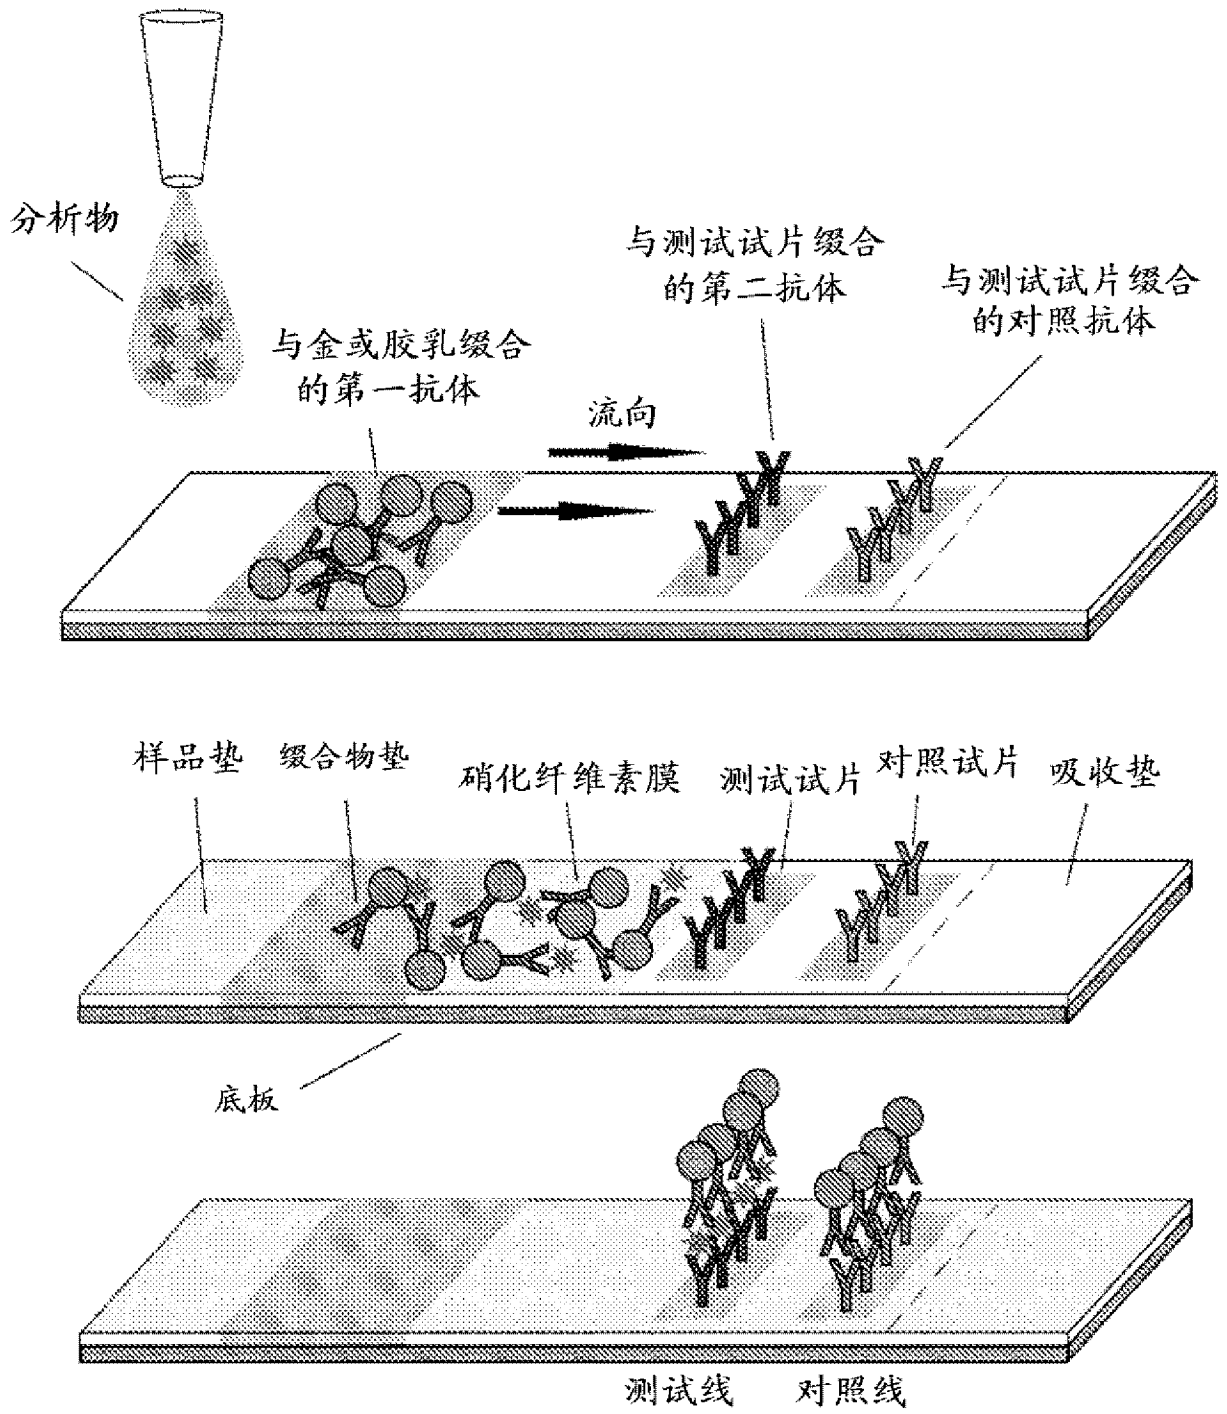 分析物
与测试试片缀合
的第二抗体
与测试试片缀合
的对照抗体
与金或胶乳缀合
的第一抗体
流向
样品垫
缀合物垫
硝化纤维素膜
测试试片
对照试片
吸收垫
底板
测试线
对照线